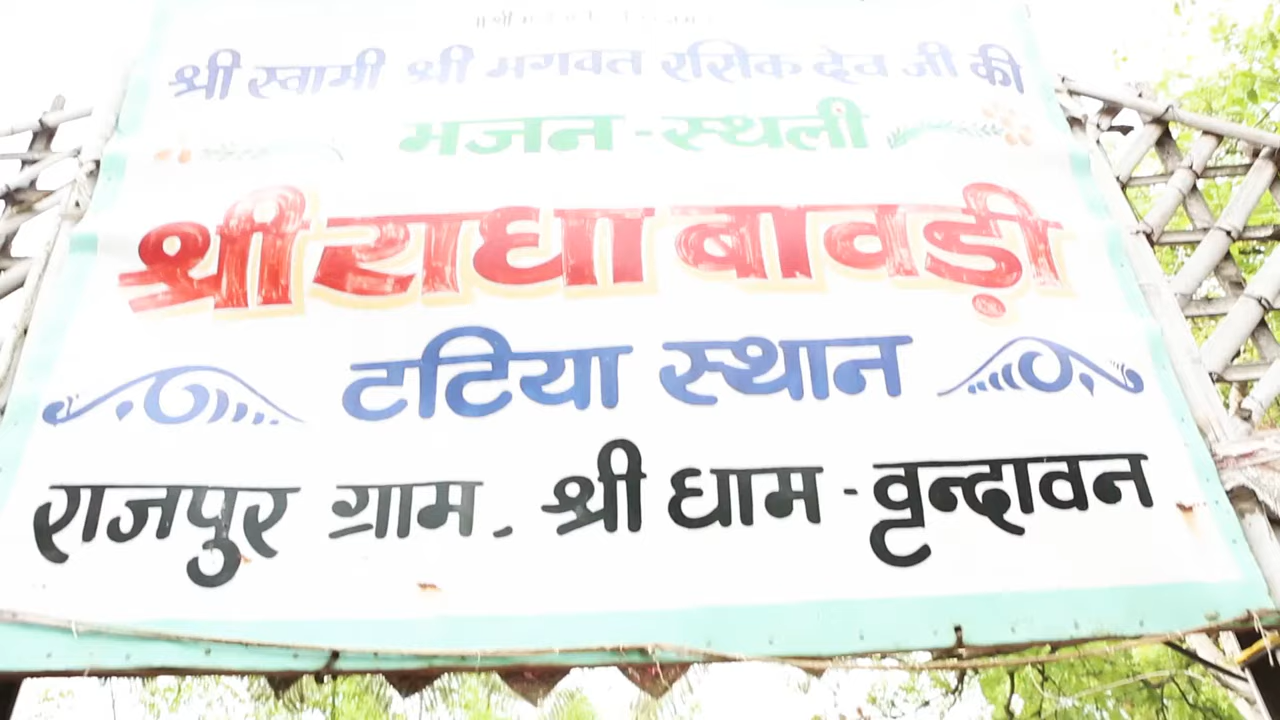 श्री स्वामी श्री भगवत रसिक देव जी की
भजन-स्थली
श्री राधा बावड़ी
टटिया स्थान
राजपुर ग्राम, श्री धाम-वृन्दावन